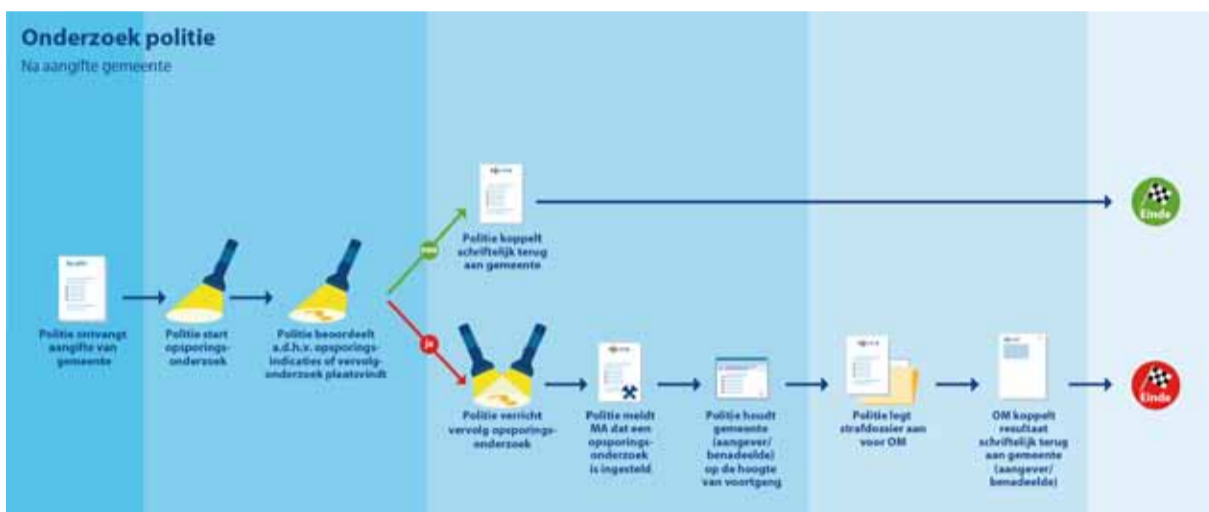 Onderzoek politie
Na aangifte gemeente
Politie koppelt
schriftelijk terug
aan gemeente
Einde
nee
Politie ontvangt
aangifte van
gemeente
Politie start
opsporings-
onderzoek
Politie beoordeelt
a.d.h.v. opsporings-
indicaties of vervolg-
onderzoek plaatsvindt
ja
Politie verricht
vervolg opsporings-
onderzoek
Politie meldt
MA dat een
opsporings-
onderzoek
is ingesteld
Politie houdt
gemeente
(aangever/
benadeelde)
op de hoogte
van voortgang
Politie legt
strafdossier aan
voor OM
OM koppelt
resultaat
schriftelijk terug
aan gemeente
(aangever/
benadeelde)
Einde